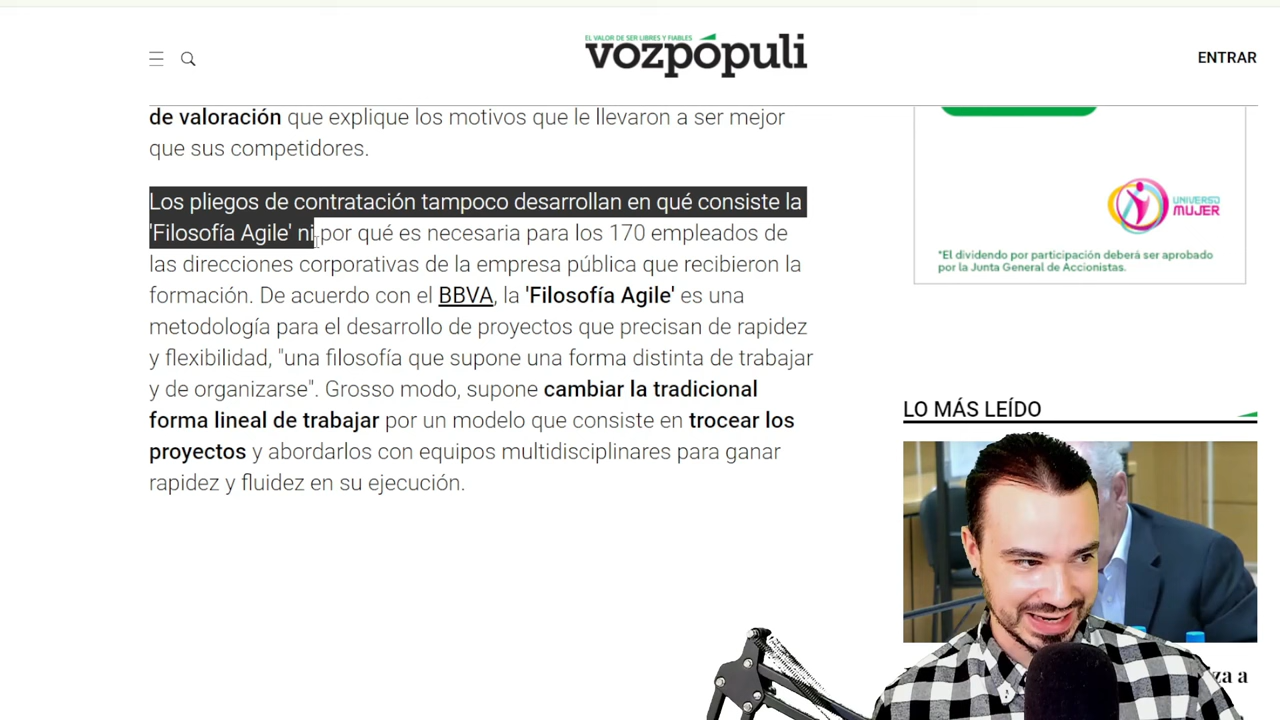 EL VALOR DE SER LIBRES Y FIABLES
vozpópuli
ENTRAR
de valoración que explique los motivos que le llevaron a ser mejor
que sus competidores.
Los pliegos de contratación tampoco desarrollan en qué consiste la
'Filosofía Agile' ni por qué es necesaria para los 170 empleados de
las direcciones corporativas de la empresa pública que recibieron la
formación. De acuerdo con el BBVA, la 'Filosofía Agile' es una
metodología para el desarrollo de proyectos que precisan de rapidez
y flexibilidad, "una filosofía que supone una forma distinta de trabajar
y de organizarse". Grosso modo, supone cambiar la tradicional
forma lineal de trabajar por un modelo que consiste en trocear los
proyectos y abordarlos con equipos multidisciplinares para ganar
rapidez y fluidez en su ejecución.
UNIVERSO
MUJER
*El dividendo por participación deberá ser aprobado
por la Junta General de Accionistas.
LO MÁS LEÍDO
a